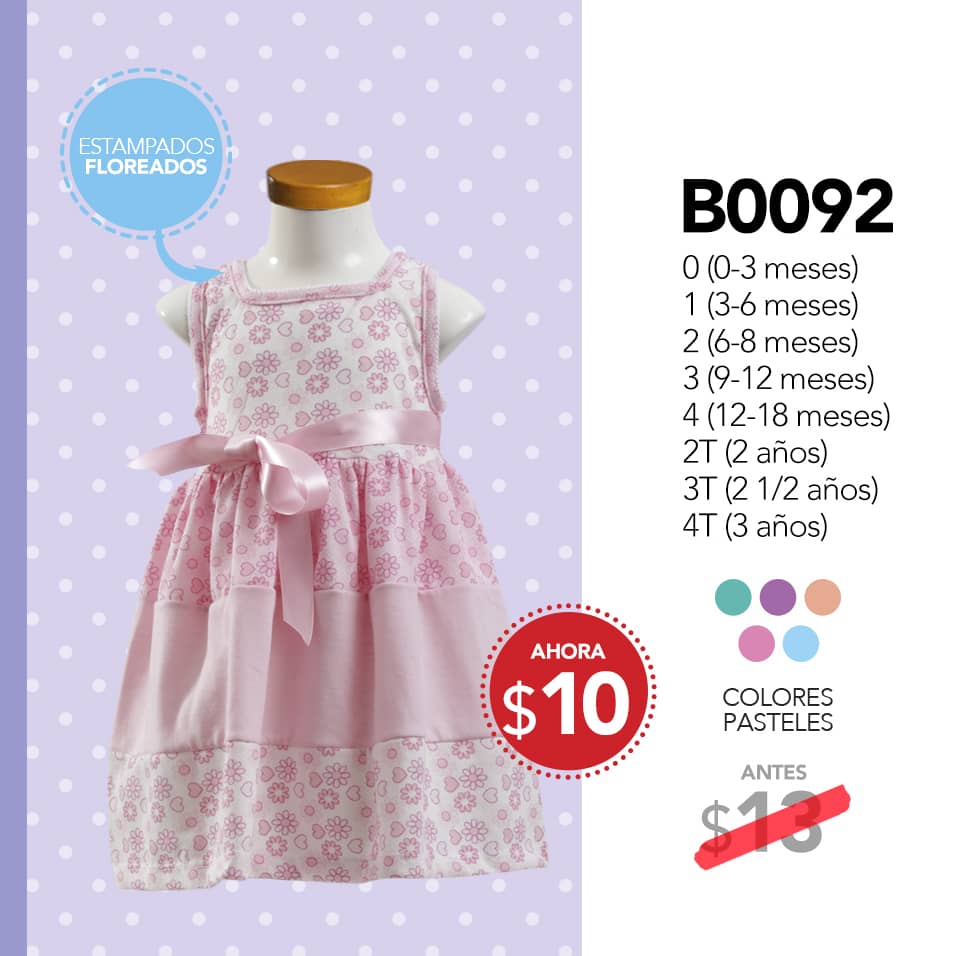 ESTAMPADOS
FLOREADOS
B0092
0 (0-3 meses)
1 (3-6 meses)
2 (6-8 meses)
3 (9-12 meses)
4 (12-18 meses)
2T (2 años)
3T (2 1/2 años)
4T (3 años)
AHORA
$10
COLORES
PASTELES
ANTES
$13